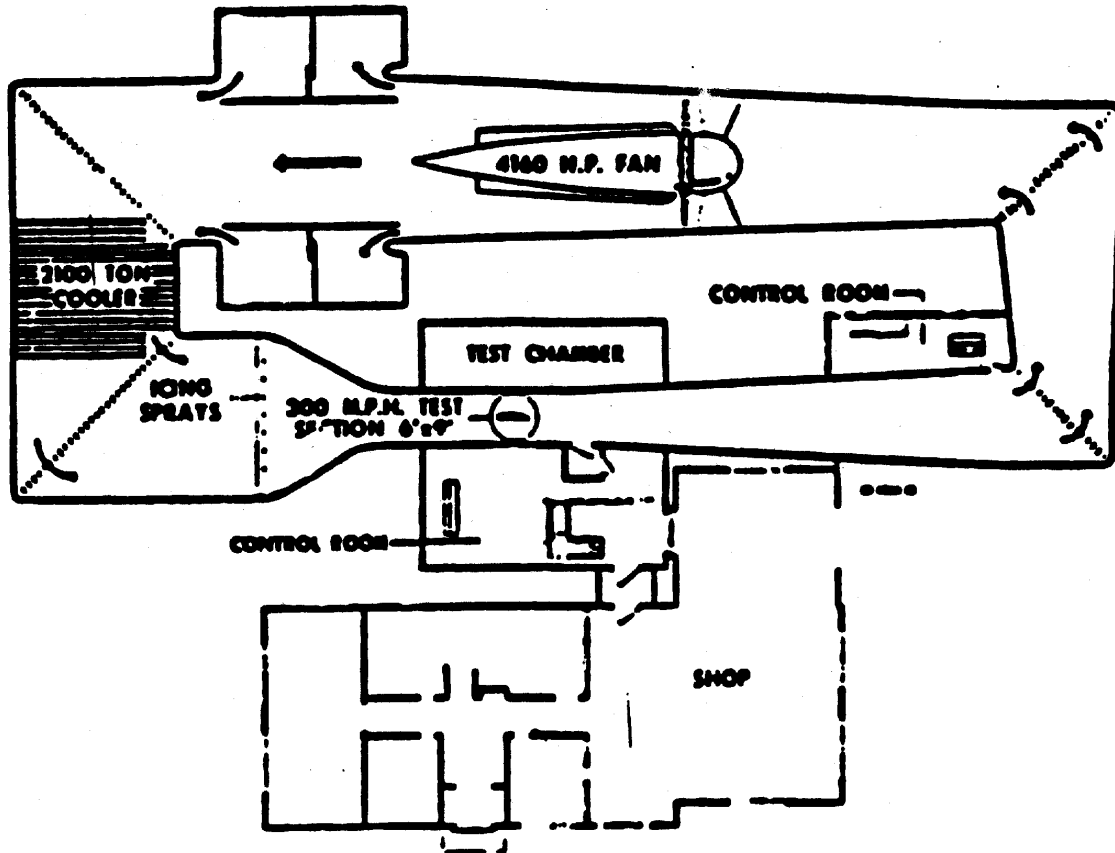 4160 H.P. FAN
2100 TON
COOLER
CONTROL ROOM
TEST CHAMBER
ICING
SPRAYS
300 M.P.H. TEST
SECTION 6'x9'
CONTROL ROOM
SHOP